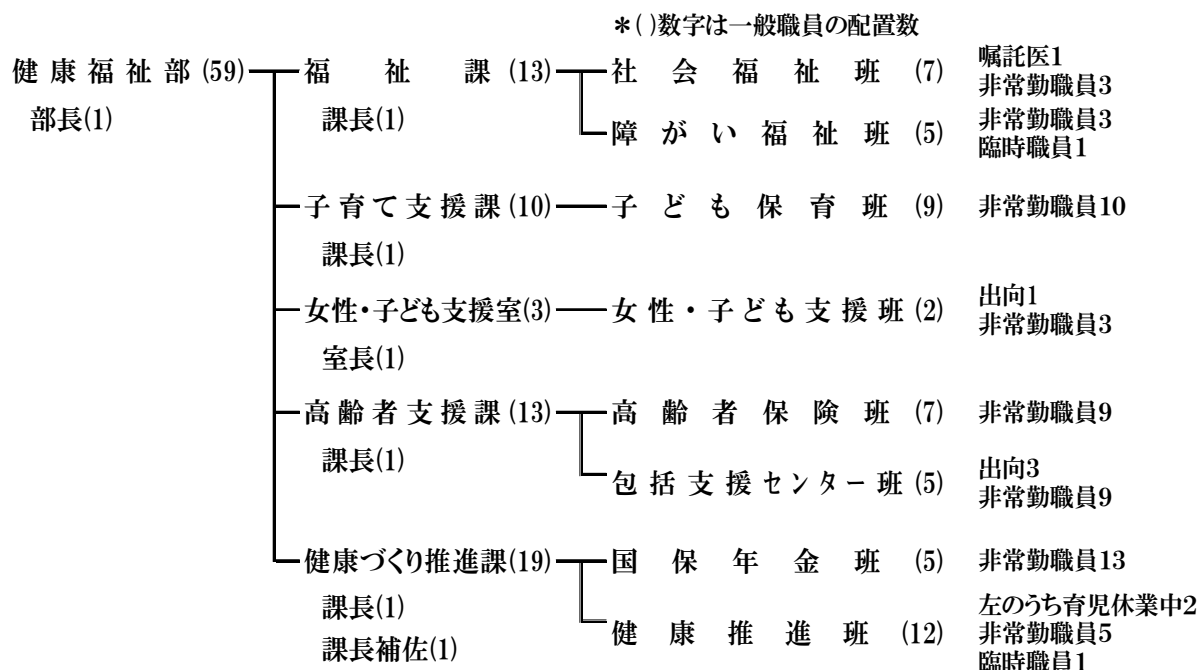 ＊( )数字は一般職員の配置数
健康福祉部(59) 福祉課(13) 社会福祉班(7) 嘱託医1
非常勤職員3
部長(1) 課長(1) 障がい福祉班(5) 非常勤職員3
臨時職員1
子育て支援課(10) 子ども保育班(9) 非常勤職員10
課長(1)
女性・子ども支援室(3) 女性・子ども支援班(2) 出向1
非常勤職員3
室長(1)
高齢者支援課(13) 高齢者保険班(7) 非常勤職員9
課長(1) 包括支援センター班(5) 出向3
非常勤職員9
健康づくり推進課(19) 国保年金班(5) 非常勤職員13
課長(1) 左のうち育児休業中2
課長補佐(1) 健康推進班(12) 非常勤職員5
臨時職員1